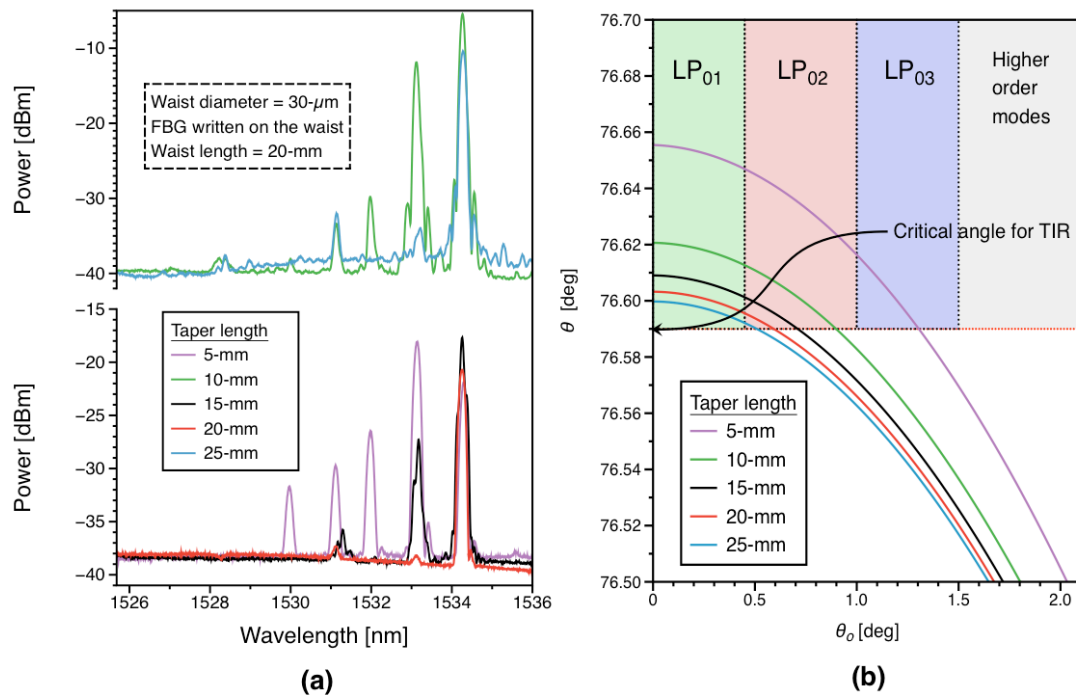 Power [dBm]
−10
−20
−30
−40
Waist diameter = 30-µm
FBG written on the waist
Waist length = 20-mm
Power [dBm]
−15
−20
−25
−30
−35
−40
Taper length
5-mm
10-mm
15-mm
20-mm
25-mm
1526 1528 1530 1532 1534 1536
Wavelength [nm]
(a)
θ [deg]
76.70
76.68
76.66
76.64
76.62
76.60
76.58
76.56
76.54
76.52
76.50
LP01 LP02 LP03
Higher
order
modes
Critical angle for TIR
Taper length
5-mm
10-mm
15-mm
20-mm
25-mm
0 0.5 1.0 1.5 2.0
θo [deg]
(b)